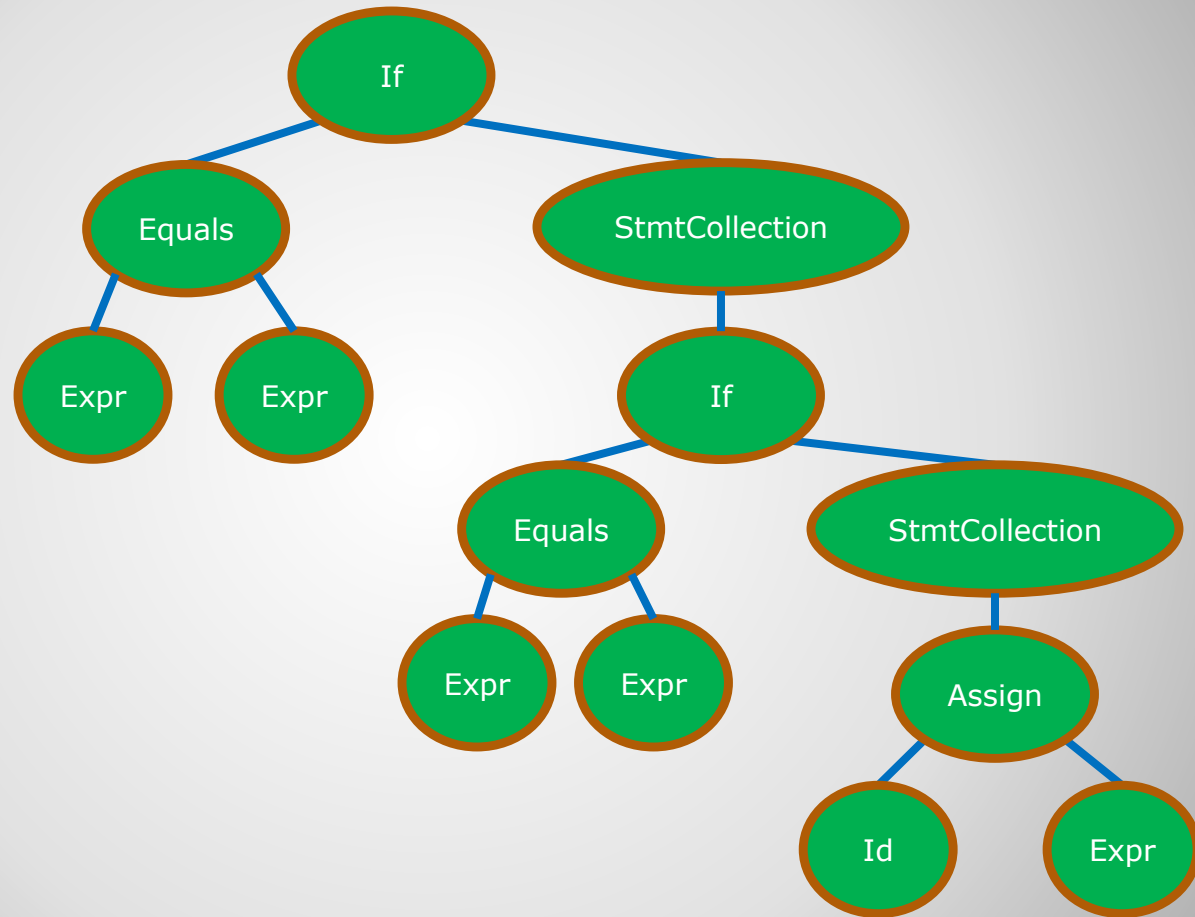 If
Equals
StmtCollection
Expr
Expr
If
Equals
StmtCollection
Expr
Expr
Assign
Id
Expr